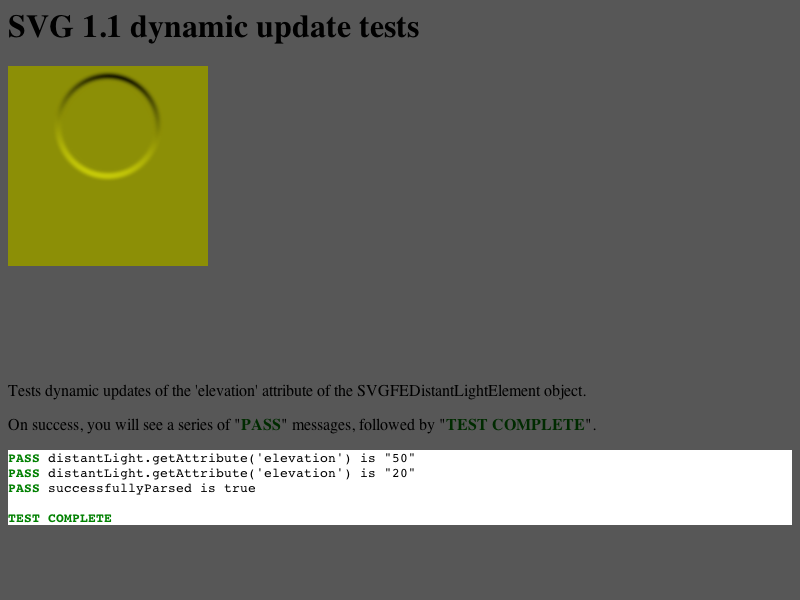 SVG 1.1 dynamic update tests
Tests dynamic updates of the 'elevation' attribute of the SVGFEDistantLightElement object.
On success, you will see a series of "PASS" messages, followed by "TEST COMPLETE".
PASS distantLight.getAttribute('elevation') is "50"
PASS distantLight.getAttribute('elevation') is "20"
PASS successfullyParsed is true
TEST COMPLETE